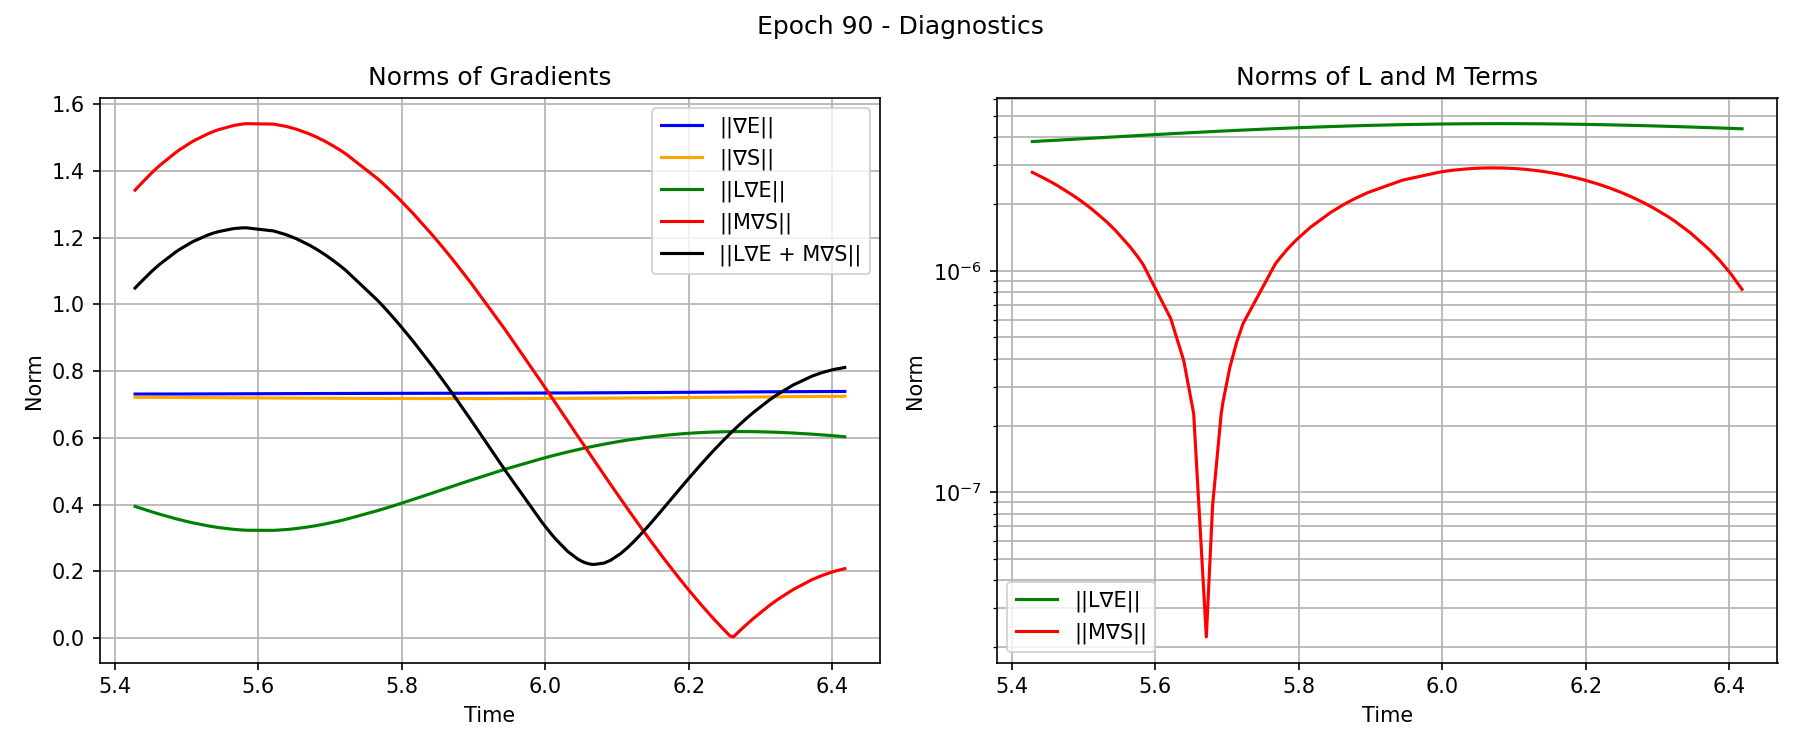 Epoch 90 - Diagnostics
Norms of Gradients
Norm
1.6
1.4
1.2
1.0
0.8
0.6
0.4
0.2
0.0
||∇E||
||∇S||
||L∇E||
||M∇S||
||L∇E + M∇S||
5.4 5.6 5.8 6.0 6.2 6.4
Time
Norms of L and M Terms
Norm
10⁻⁶
10⁻⁷
||L∇E||
||M∇S||
5.4 5.6 5.8 6.0 6.2 6.4
Time